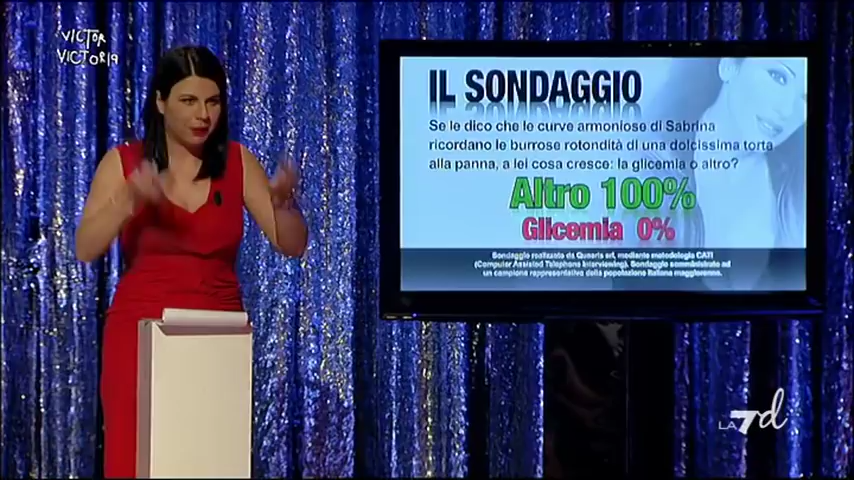 VICTOR
VICTORIA
IL SONDAGGIO
Se le dico che le curve armoniose di Sabrina
ricordano le burrose rotondità di una dolcissima torta
alla panna, a lei cosa cresce: la glicemia o altro?
Altro 100%
Glicemia 0%
Sondaggio realizzato da Quaeris srl, mediante metodologia CATI
(Computer Assisted Telephone Interviewing). Sondaggio somministrato ad
un campione rappresentativo della popolazione italiana maggiorenne.
LA7d